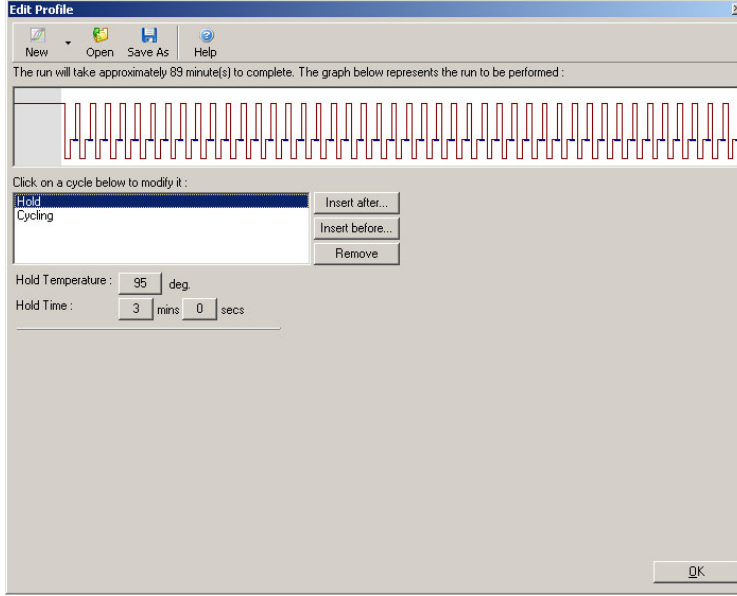 Edit Profile
New Open Save As Help
The run will take approximately 89 minute(s) to complete. The graph below represents the run to be performed :
Click on a cycle below to modify it :
Hold
Cycling
Insert after...
Insert before...
Remove
Hold Temperature : 95 deg.
Hold Time : 3 mins 0 secs
OK